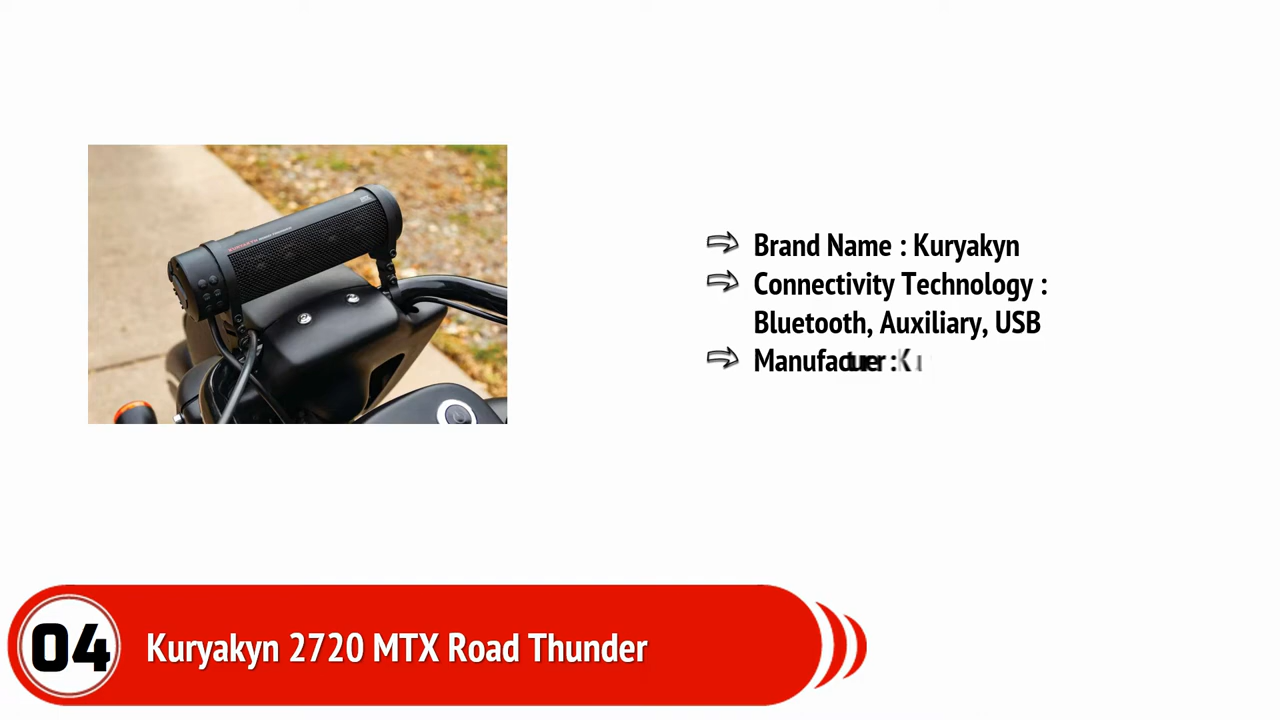 Brand Name : Kuryakyn
Connectivity Technology :
Bluetooth, Auxiliary, USB
04
Kuryakyn 2720 MTX Road Thunder